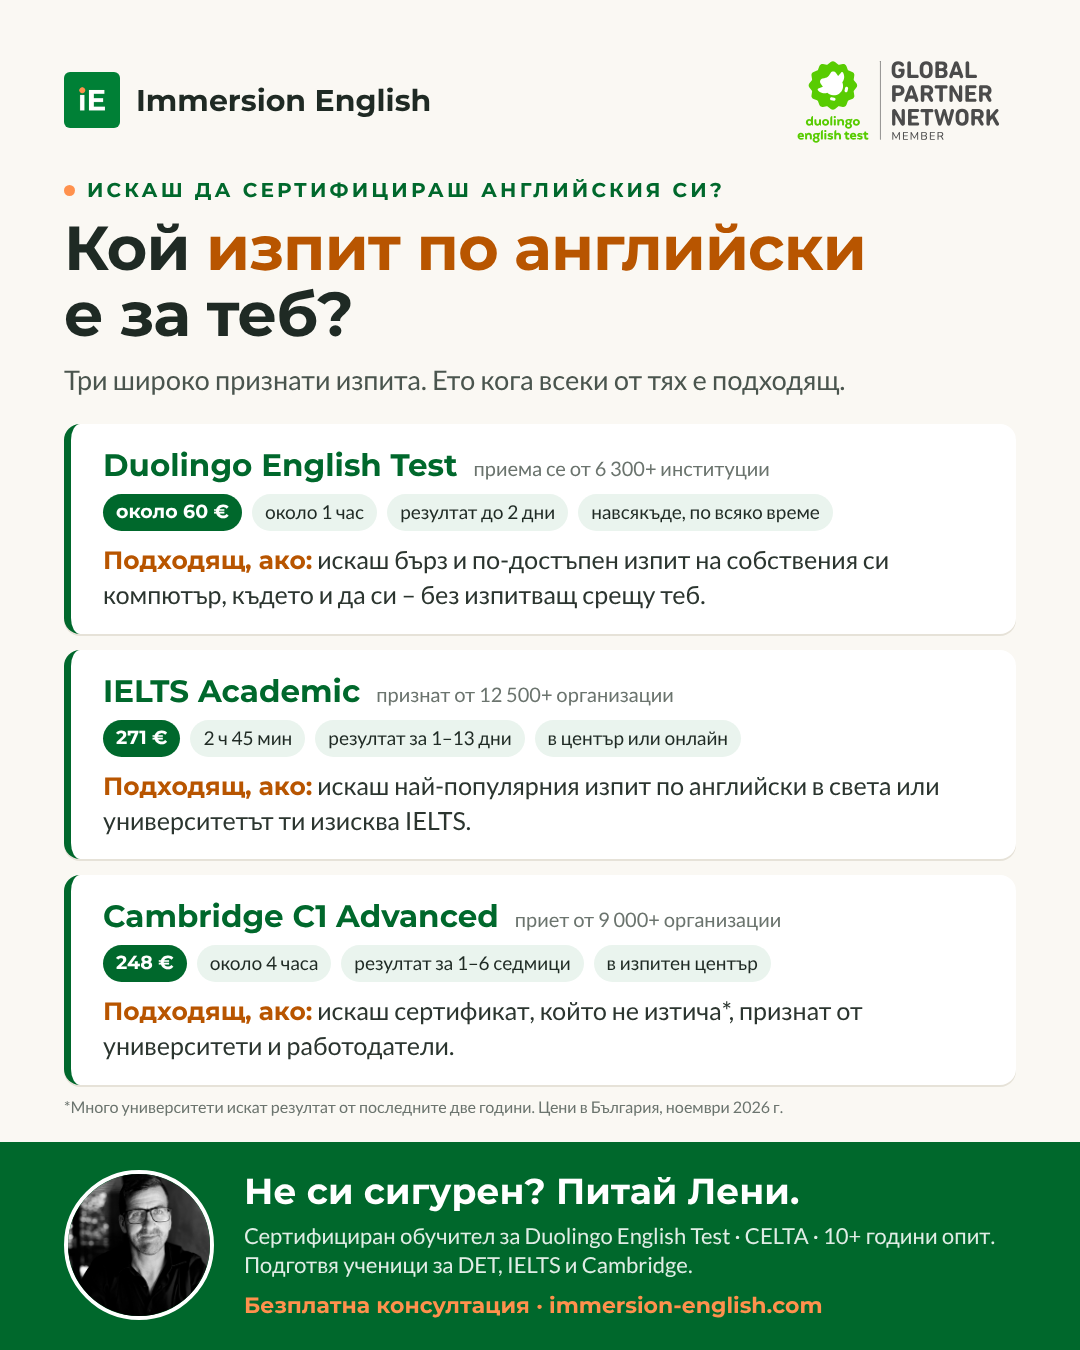 iE Immersion English
duolingo
english test
GLOBAL
PARTNER
NETWORK
MEMBER
ИСКАШ ДА СЕРТИФИЦИРАШ АНГЛИЙСКИЯ СИ?
Кой изпит по английски
е за теб?
Три широко признати изпита. Ето кога всеки от тях е подходящ.
Duolingo English Test приема се от 6 300+ институции
около 60 € около 1 час резултат до 2 дни навсякъде, по всяко време
Подходящ, ако: искаш бърз и по-достъпен изпит на собствения си
компютър, където и да си – без изпитващ срещу теб.
IELTS Academic признат от 12 500+ организации
271 € 2 ч 45 мин резултат за 1–13 дни в център или онлайн
Подходящ, ако: искаш най-популярния изпит по английски в света или
университетът ти изисква IELTS.
Cambridge C1 Advanced приет от 9 000+ организации
248 € около 4 часа резултат за 1–6 седмици в изпитен център
Подходящ, ако: искаш сертификат, който не изтича*, признат от
университети и работодатели.
*Много университети искат резултат от последните две години. Цени в България, ноември 2026 г.
Не си сигурен? Питай Лени.
Сертифициран обучител за Duolingo English Test · CELTA · 10+ години опит.
Подготвя ученици за DET, IELTS и Cambridge.
Безплатна консултация · immersion-english.com